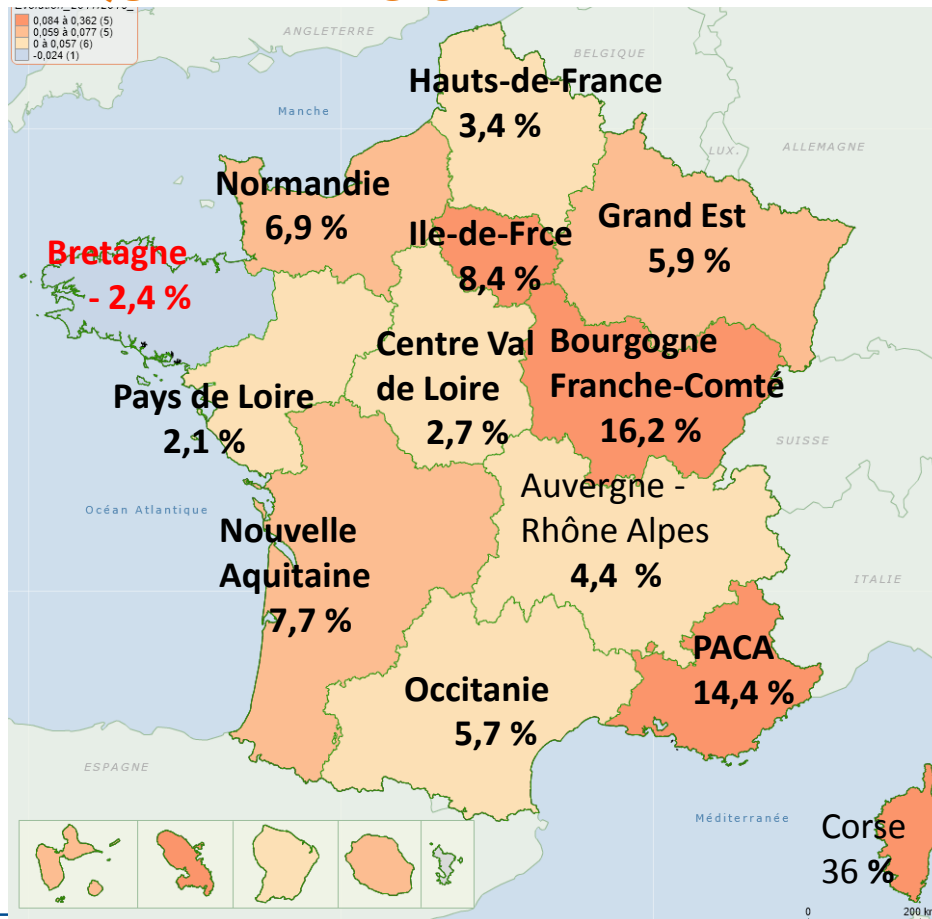 0,084 à 0,362 (5)
0,059 à 0,077 (5)
0 à 0,057 (6)
-0,024 (1)
ANGLETERRE
BELGIQUE
Hauts-de-France
3,4 %
Manche
LUX.
ALLEMAGNE
Normandie
6,9 %
Ile-de-Frce
8,4 %
Grand Est
5,9 %
Bretagne
- 2,4 %
Centre Val
de Loire
2,7 %
Bourgogne
Franche-Comté
16,2 %
Pays de Loire
2,1 %
SUISSE
Auvergne -
Rhône Alpes
4,4 %
Océan Atlantique
Nouvelle
Aquitaine
7,7 %
ITALIE
PACA
14,4 %
Occitanie
5,7 %
ESPAGNE
Méditerranée
Corse
36 %
0
200 km